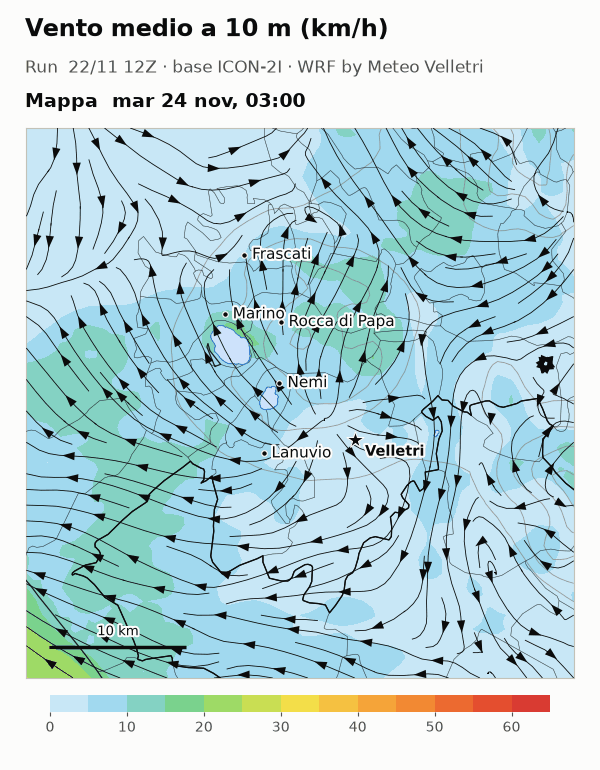 Vento medio a 10 m (km/h)
Run 22/11 12Z · base ICON-2I · WRF by Meteo Velletri
Mappa mar 24 nov, 03:00
Frascati
Marino
Rocca di Papa
Nemi
Velletri
Lanuvio
10 km
0 10 20 30 40 50 60